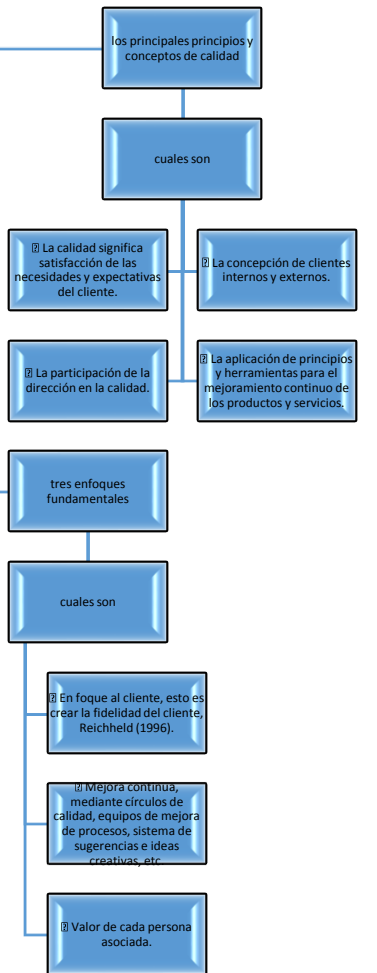 los principales principios y
conceptos de calidad
cuales son
⍰ La calidad significa
satisfacción de las
necesidades y expectativas
del cliente.
⍰ La concepción de clientes
internos y externos.
⍰ La participación de la
dirección en la calidad.
⍰ La aplicación de principios
y herramientas para el
mejoramiento continuo de
los productos y servicios.
tres enfoques
fundamentales
cuales son
⍰ En foque al cliente, esto es
crear la fidelidad del cliente,
Reichheld (1996).
⍰ Mejora continua,
mediante círculos de
calidad, equipos de mejora
de procesos, sistema de
sugerencias e ideas
creativas, etc
⍰ Valor de cada persona
asociada.